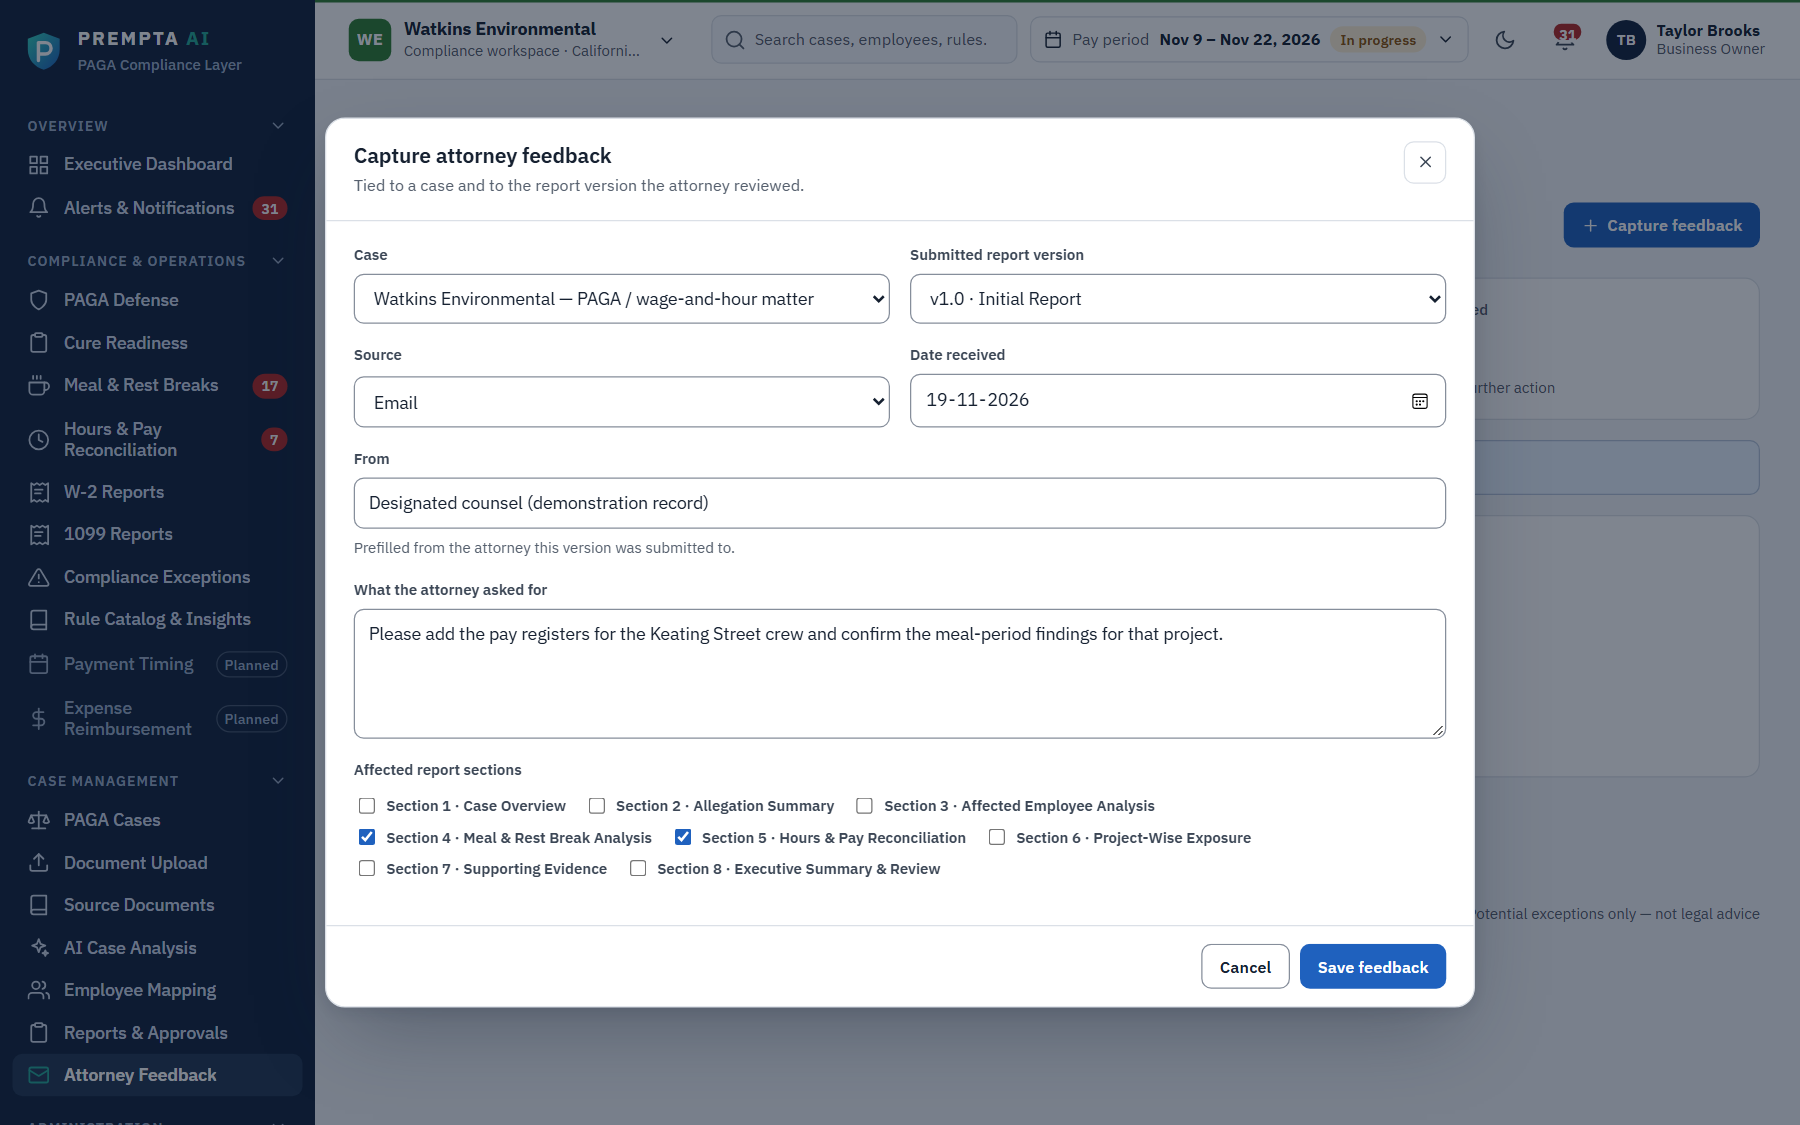 PREMPTA AI
PAGA Compliance Layer
OVERVIEW
Executive Dashboard
Alerts & Notifications 31
COMPLIANCE & OPERATIONS
PAGA Defense
Cure Readiness
Meal & Rest Breaks 17
Hours & Pay
Reconciliation 7
W-2 Reports
1099 Reports
Compliance Exceptions
Rule Catalog & Insights
Payment Timing Planned
Expense
Reimbursement Planned
CASE MANAGEMENT
PAGA Cases
Document Upload
Source Documents
AI Case Analysis
Employee Mapping
Reports & Approvals
Attorney Feedback
WE
Watkins Environmental
Compliance workspace · Californi...
Search cases, employees, rules.
Pay period Nov 9 – Nov 22, 2026 In progress
31
TB
Taylor Brooks
Business Owner
+ Capture feedback
Capture attorney feedback
Tied to a case and to the report version the attorney reviewed.
Case
Watkins Environmental — PAGA / wage-and-hour matter
Submitted report version
v1.0 · Initial Report
Source
Email
Date received
19-11-2026
From
Designated counsel (demonstration record)
Prefilled from the attorney this version was submitted to.
What the attorney asked for
Please add the pay registers for the Keating Street crew and confirm the meal-period findings for that project.
Affected report sections
Section 1 · Case Overview
Section 2 · Allegation Summary
Section 3 · Affected Employee Analysis
Section 4 · Meal & Rest Break Analysis
Section 5 · Hours & Pay Reconciliation
Section 6 · Project-Wise Exposure
Section 7 · Supporting Evidence
Section 8 · Executive Summary & Review
Cancel
Save feedback
action
exceptions only — not legal advice